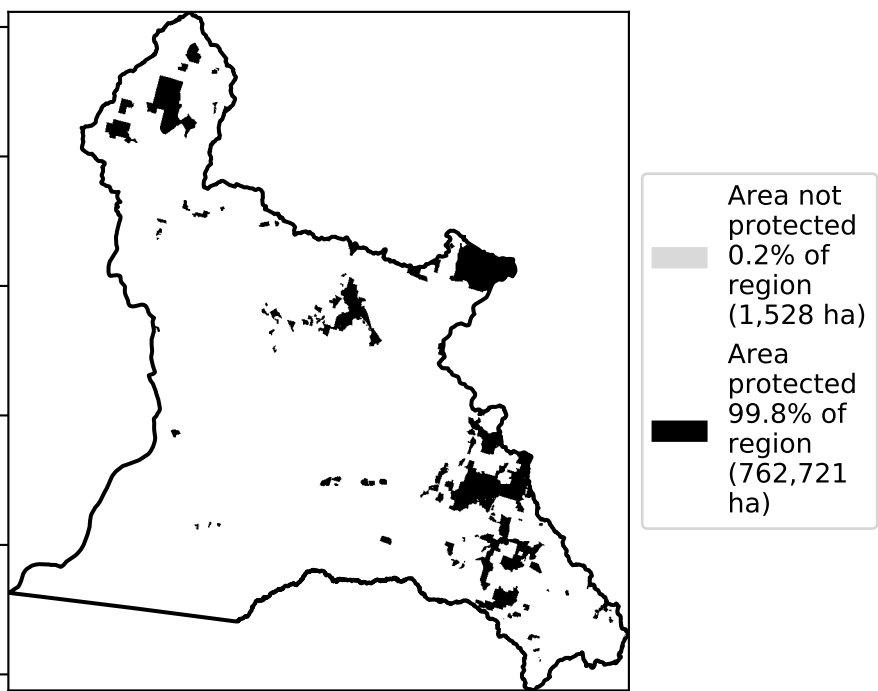 Area not
protected
0.2% of
region
(1,528 ha)
Area
protected
99.8% of
region
(762,721
ha)